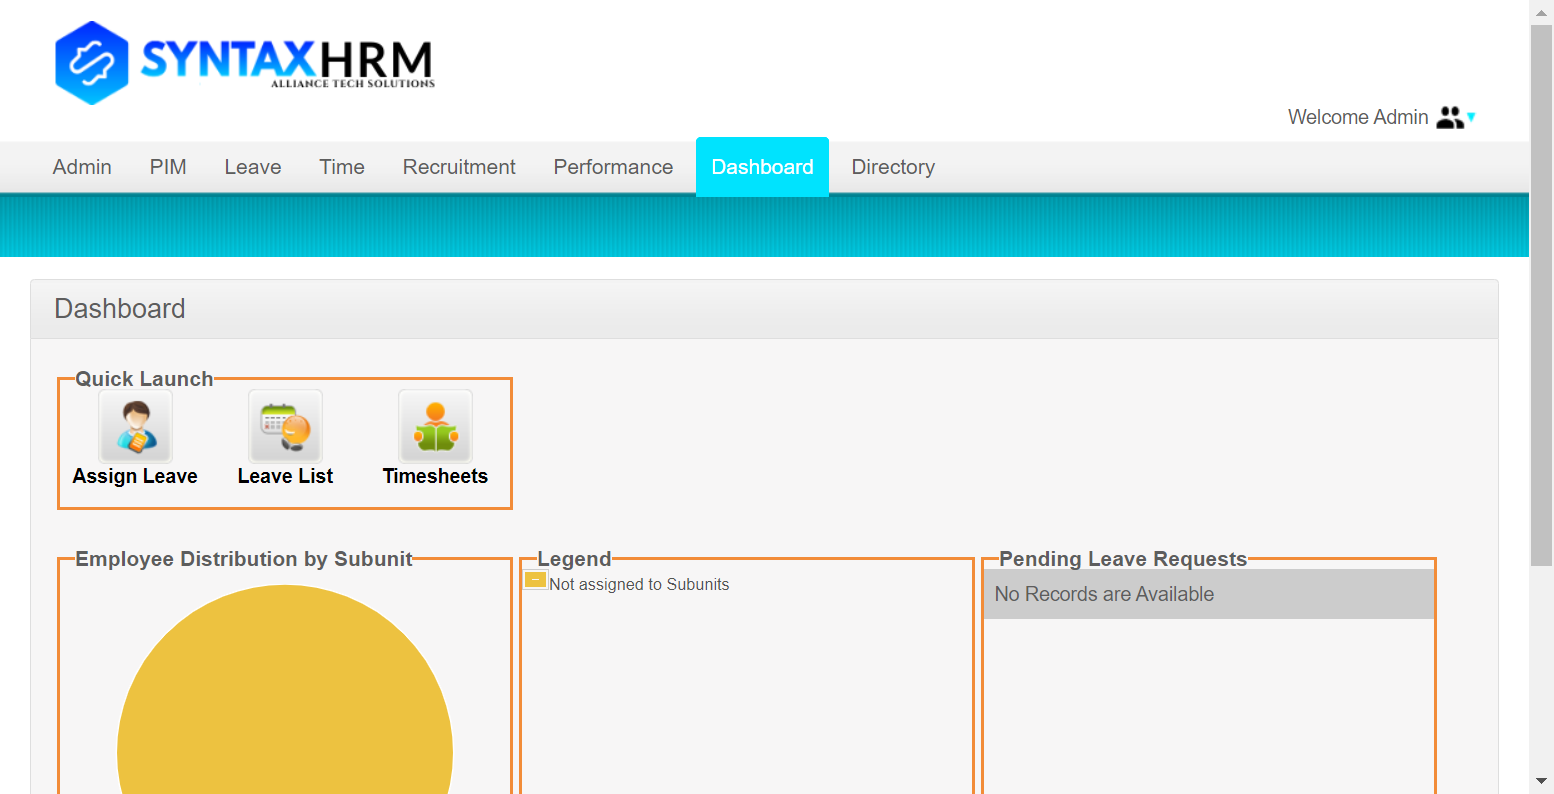 SYNTAXHRM
ALLIANCE TECH SOLUTIONS
Welcome Admin
Admin PIM Leave Time Recruitment Performance Dashboard Directory
Dashboard
Quick Launch
Assign Leave Leave List Timesheets
Employee Distribution by Subunit
Legend
Not assigned to Subunits
Pending Leave Requests
No Records are Available